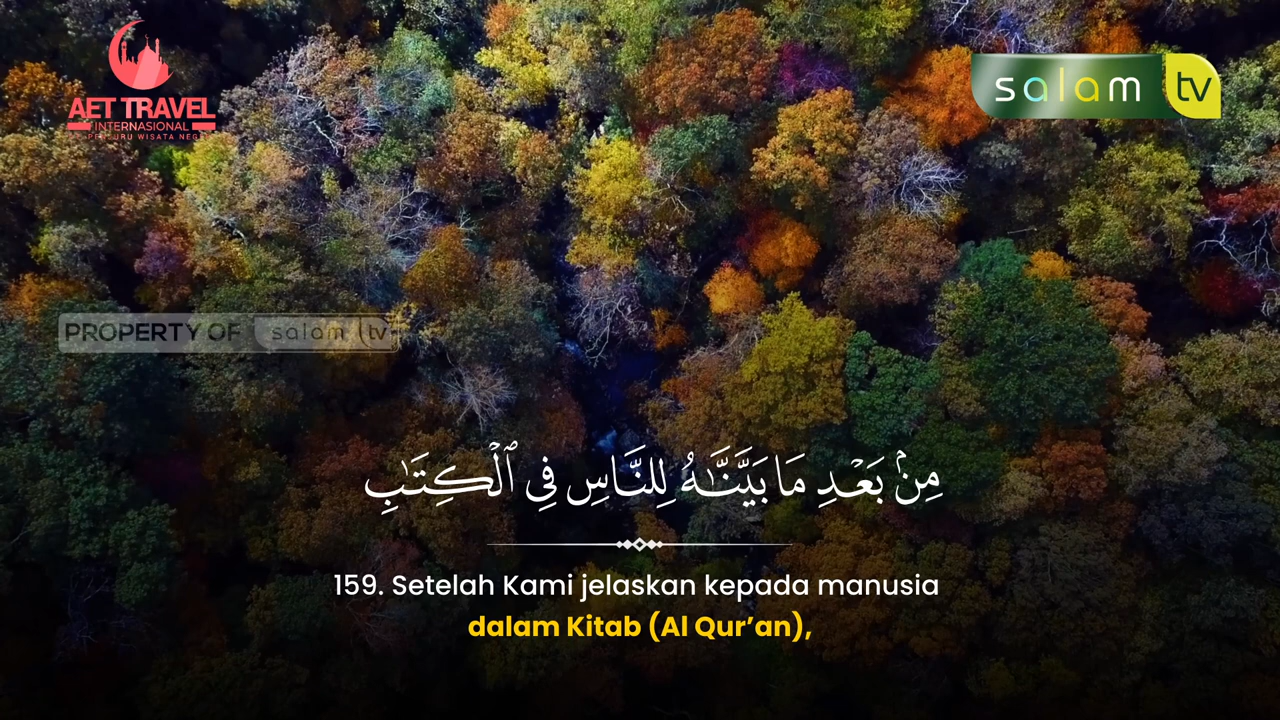 AET TRAVEL
INTERNASIONAL
salam tv
PROPERTY OF salam tv
مِنۢ بَعْدِ مَا بَيَّنَّـٰهُ لِلنَّاسِ فِى ٱلْكِتَـٰبِ
159. Setelah Kami jelaskan kepada manusia
dalam Kitab (Al Qur’an),